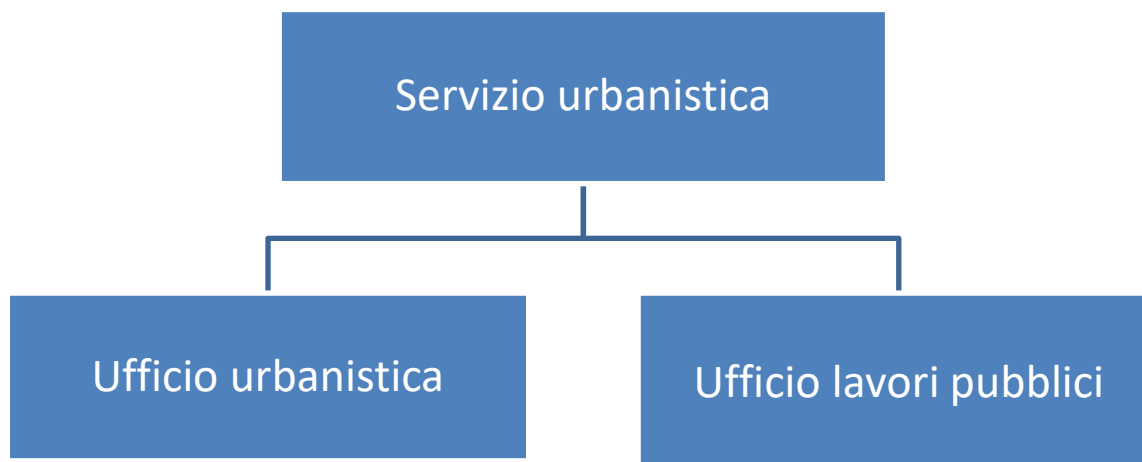 Servizio urbanistica
Ufficio urbanistica
Ufficio lavori pubblici